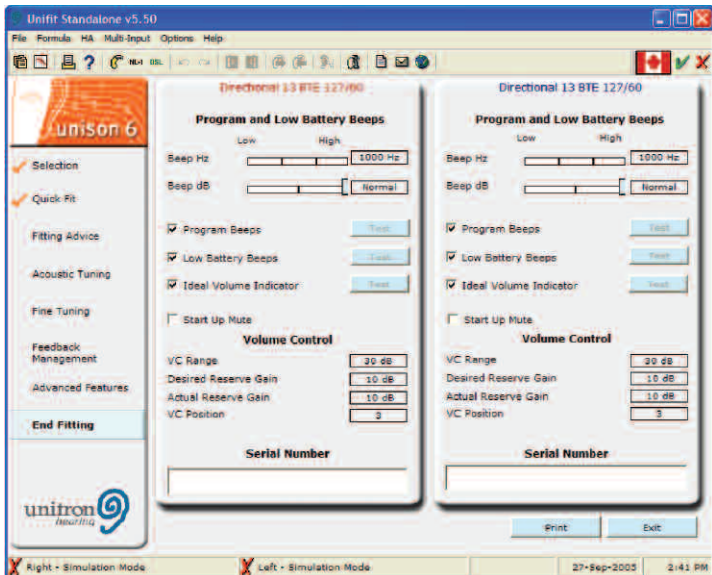 Unifit Standalone v5.50
File Formula HA Multi-Input Options Help
unison 6
Selection
Quick Fit
Fitting Advice
Acoustic Tuning
Fine Tuning
Feedback
Management
Advanced Features
End Fitting
unitron
hearing
Directional 13 BTE 127/60
Program and Low Battery Beeps
Low High
Beep Hz 1000 Hz
Beep dB Normal
Program Beeps Test
Low Battery Beeps Test
Ideal Volume Indicator Test
Start Up Mute
Volume Control
VC Range 30 dB
Desired Reserve Gain 10 dB
Actual Reserve Gain 10 dB
VC Position 3
Serial Number
Directional 13 BTE 127/60
Program and Low Battery Beeps
Low High
Beep Hz 1000 Hz
Beep dB Normal
Program Beeps Test
Low Battery Beeps Test
Ideal Volume Indicator Test
Start Up Mute
Volume Control
VC Range 30 dB
Desired Reserve Gain 10 dB
Actual Reserve Gain 10 dB
VC Position 3
Serial Number
Print Exit
Right - Simulation Mode Left - Simulation Mode 27-Sep-2005 2:41 PM